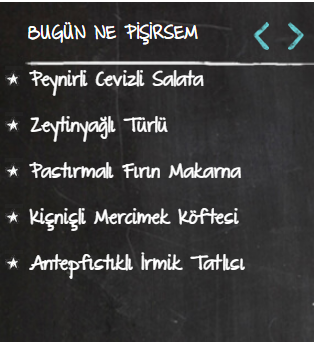 BUGÜN NE PİŞİRSEM
Peynirli Cevizli Salata
Zeytinyağlı Türlü
Pastırmalı Fırın Makarna
Kişnişli Mercimek Köftesi
Antepfıstıklı İrmik Tatlısı